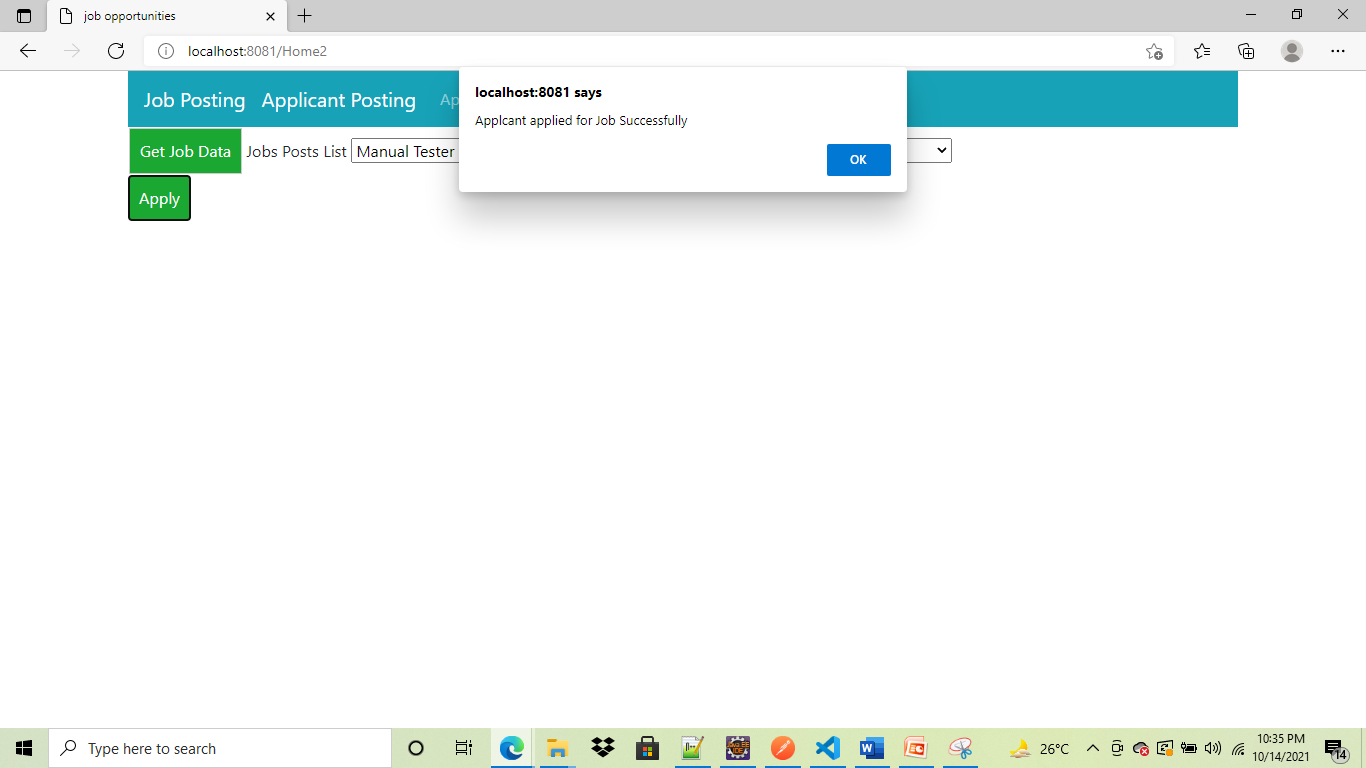 job opportunities
localhost:8081/Home2
Job Posting Applicant Posting Ap
localhost:8081 says
Applcant applied for Job Successfully
OK
Get Job Data Jobs Posts List Manual Tester
Apply
Type here to search
26°C
10:35 PM
10/14/2021
14